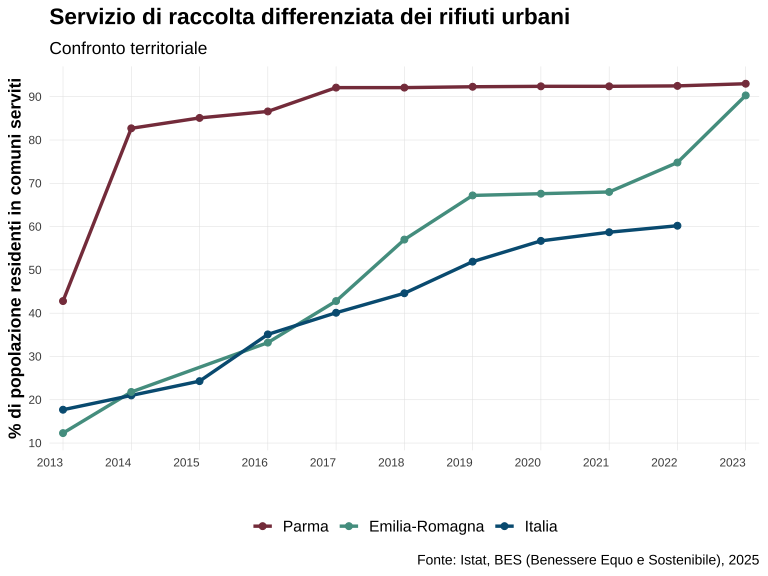 Servizio di raccolta differenziata dei rifiuti urbani
Confronto territoriale
% di popolazione residenti in comuni serviti
90
80
70
60
50
40
30
20
10
2013 2014 2015 2016 2017 2018 2019 2020 2021 2022 2023
Parma Emilia-Romagna Italia
Fonte: Istat, BES (Benessere Equo e Sostenibile), 2025